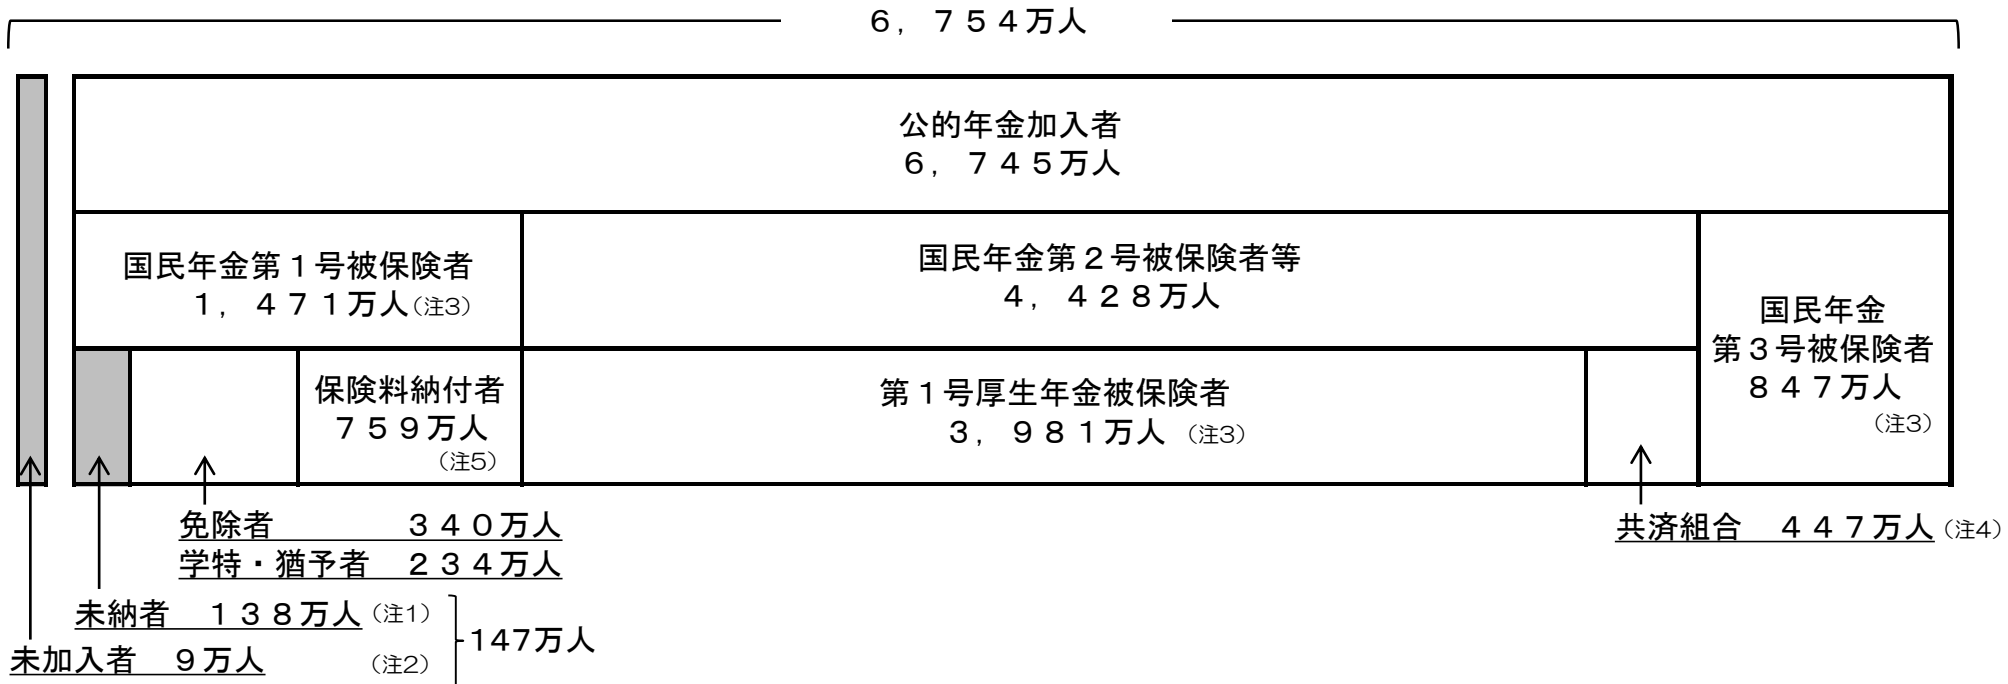 ６，７５４万人
公的年金加入者
６，７４５万人
国民年金第１号被保険者
１，４７１万人（注3）
国民年金第２号被保険者等
４，４２８万人
国民年金
第３号被保険者
８４７万人
（注3）
保険料納付者
７５９万人
（注5）
第１号厚生年金被保険者
３，９８１万人（注3）
免除者　３４０万人
学特・猶予者　２３４万人
共済組合　４４７万人（注4）
未納者　１３８万人（注1）
未加入者　９万人（注2）
147万人